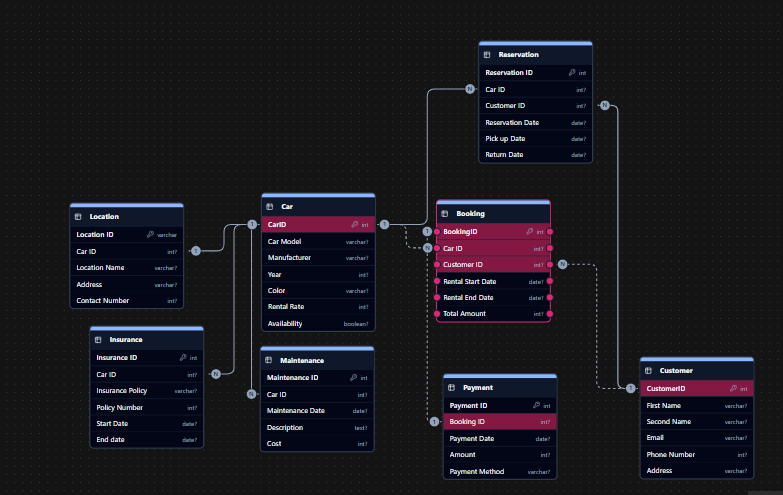 Reservation
Reservation ID int
Car ID int?
Customer ID int?
Reservation Date date?
Pick up Date date?
Return Date date?
Car
CarID int
Car Model varchar?
Manufacturer varchar?
Year int?
Color varchar?
Rental Rate int?
Availability boolean?
Booking
BookingID int
Car ID int?
Customer ID int?
Rental Start Date date?
Rental End Date date?
Total Amount int?
Location
Location ID varchar
Car ID int?
Location Name varchar?
Address varchar?
Contact Number int?
Insurance
Insurance ID int
Car ID int?
Insurance Policy varchar?
Policy Number int?
Start Date date?
End date date?
Maintenance
Maintenance ID int
Car ID int?
Maintenance Date date?
Description text?
Cost int?
Payment
Payment ID int
Booking ID int?
Payment Date date?
Amount int?
Payment Method varchar?
Customer
CustomerID int
First Name varchar?
Second Name varchar?
Email varchar?
Phone Number int?
Address varchar?
N
N
1
1
1
1
N
N
N
N
1
1